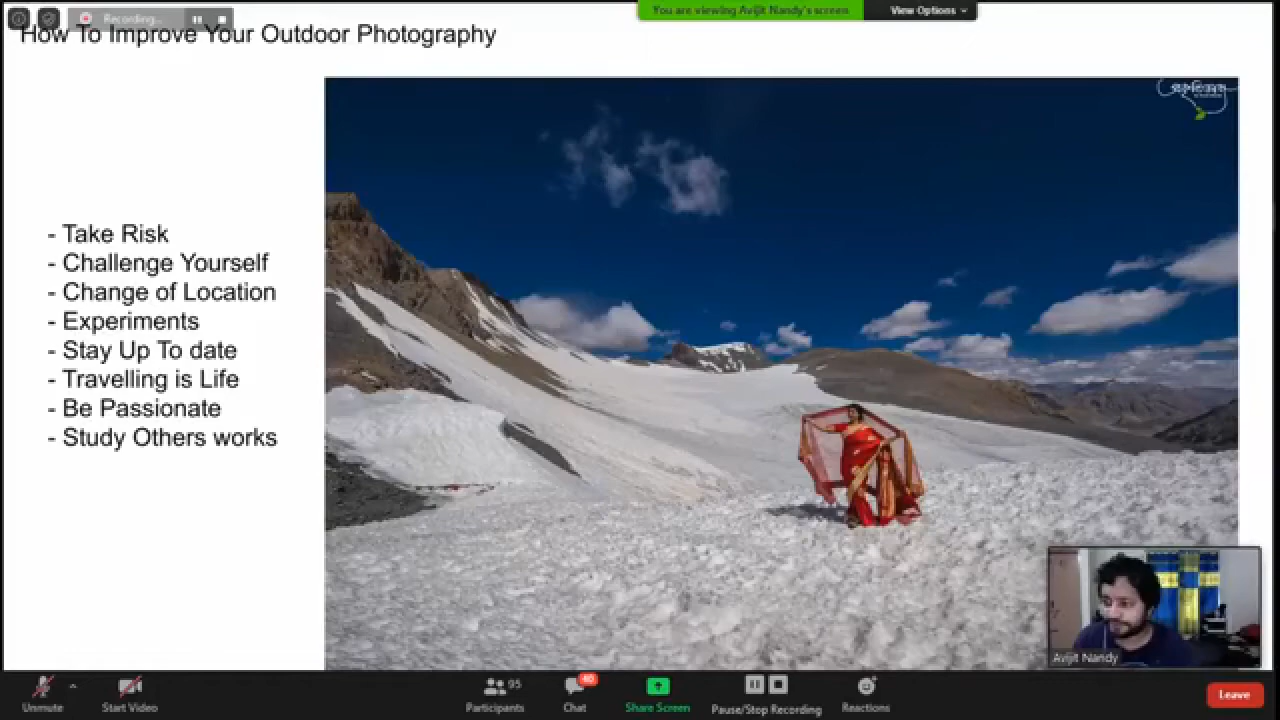 Recording...
You are viewing Avijit Nandy's screen
View Options
How To Improve Your Outdoor Photography
- Take Risk
- Challenge Yourself
- Change of Location
- Experiments
- Stay Up To date
- Travelling is Life
- Be Passionate
- Study Others works
Avijit Nandy
Unmute
Start Video
Participants
95
Chat
Share Screen
Pause/Stop Recording
Reactions
Leave